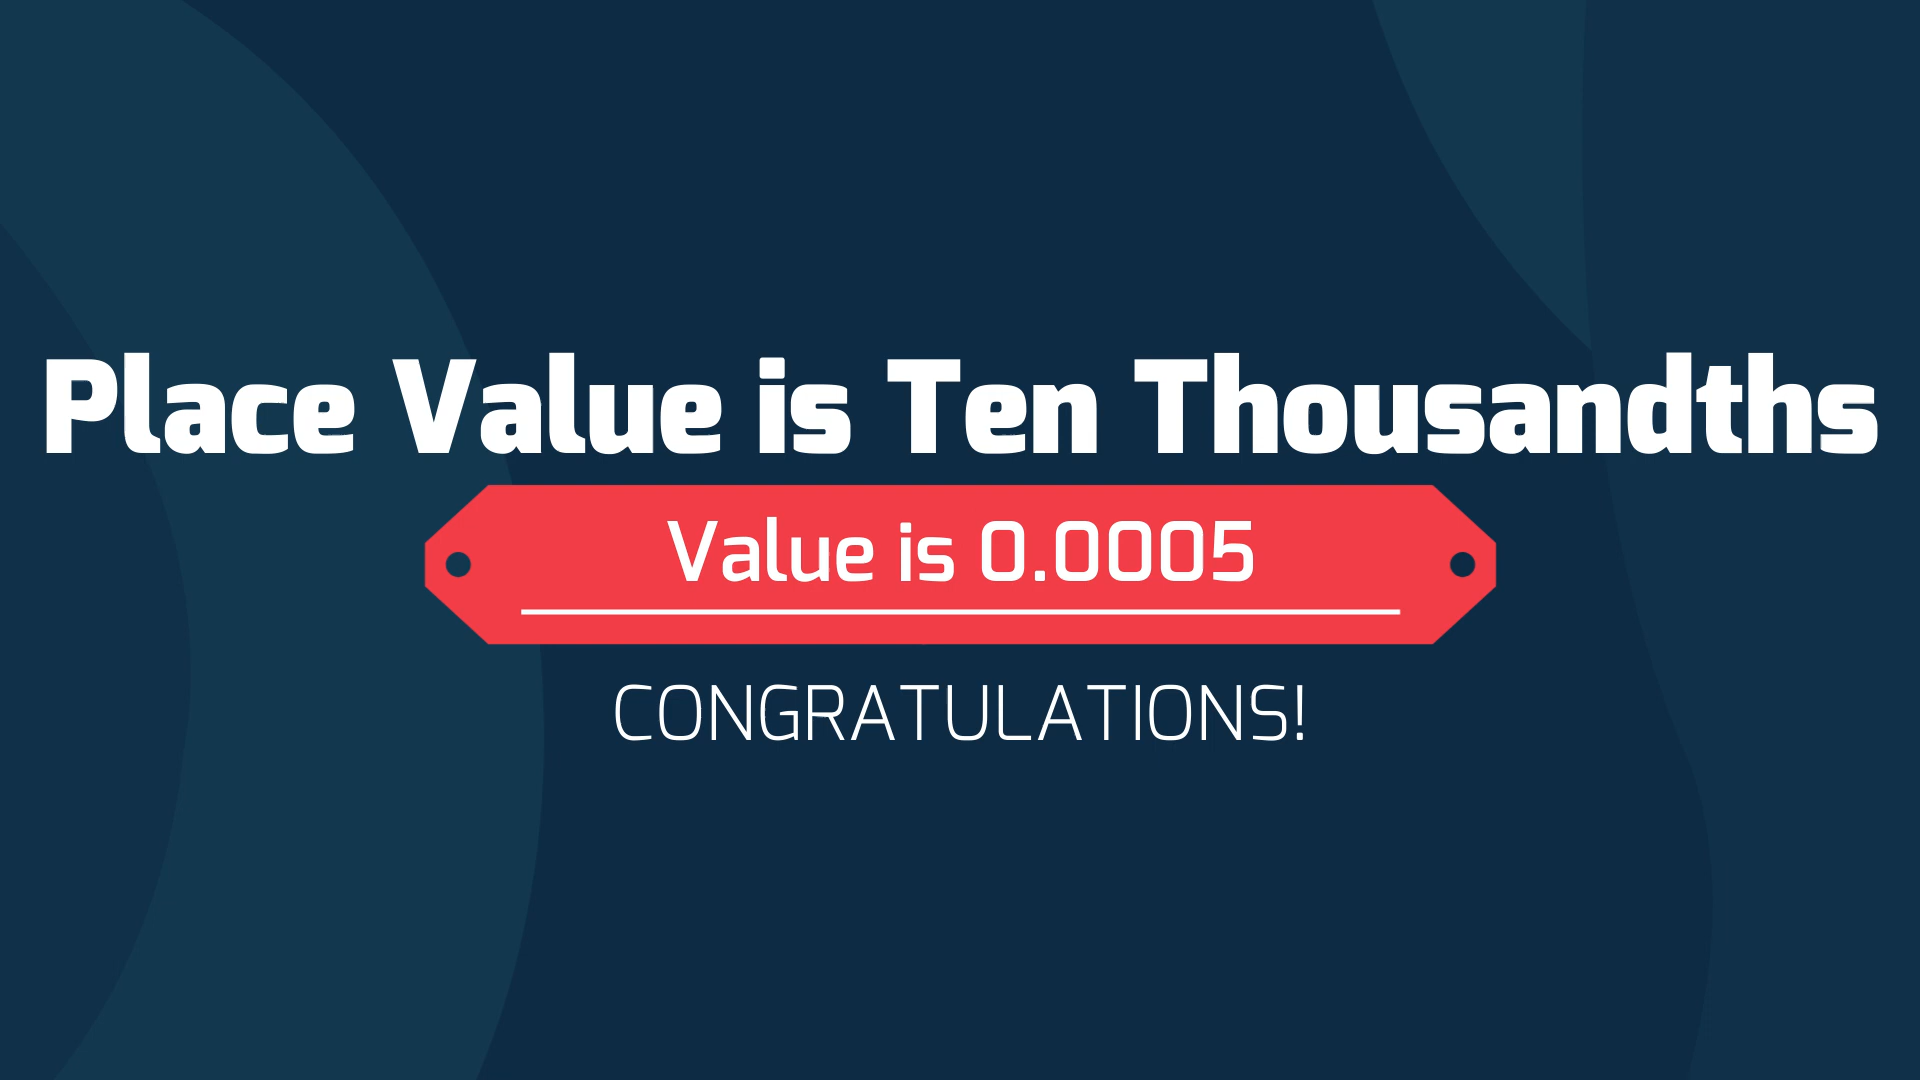 Place Value is Ten Thousandths
Value is 0.0005
CONGRATULATIONS!